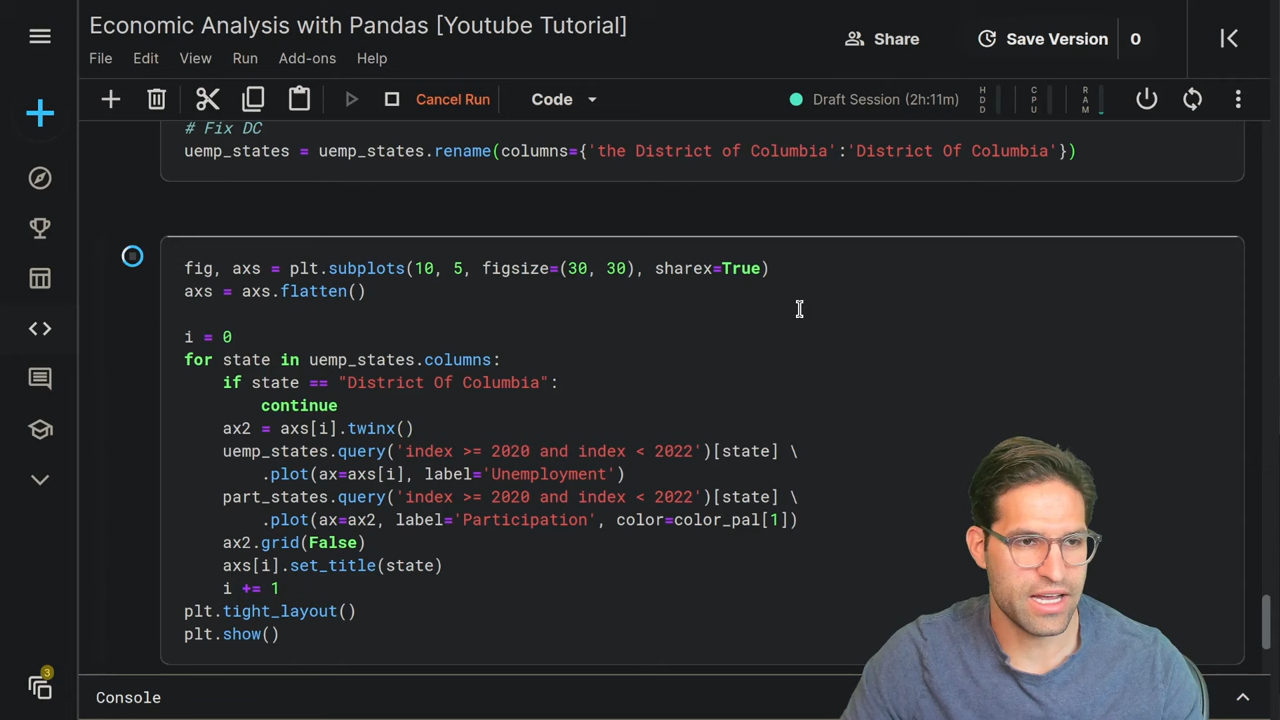 Economic Analysis with Pandas [Youtube Tutorial]
Share
Save Version
0
File
Edit
View
Run
Add-ons
Help
Cancel Run
Code
Draft Session (2h:11m)
HDD
CPU
RAM
# Fix DC
uemp_states = uemp_states.rename(columns={'the District of Columbia':'District Of Columbia'})
fig, axs = plt.subplots(10, 5, figsize=(30, 30), sharex=True)
axs = axs.flatten()
i = 0
for state in uemp_states.columns:
    if state == "District Of Columbia":
        continue
    ax2 = axs[i].twinx()
    uemp_states.query('index >= 2020 and index < 2022')[state] \
        .plot(ax=axs[i], label='Unemployment')
    part_states.query('index >= 2020 and index < 2022')[state] \
        .plot(ax=ax2, label='Participation', color=color_pal[1])
    ax2.grid(False)
    axs[i].set_title(state)
    i += 1
plt.tight_layout()
plt.show()
3
Console